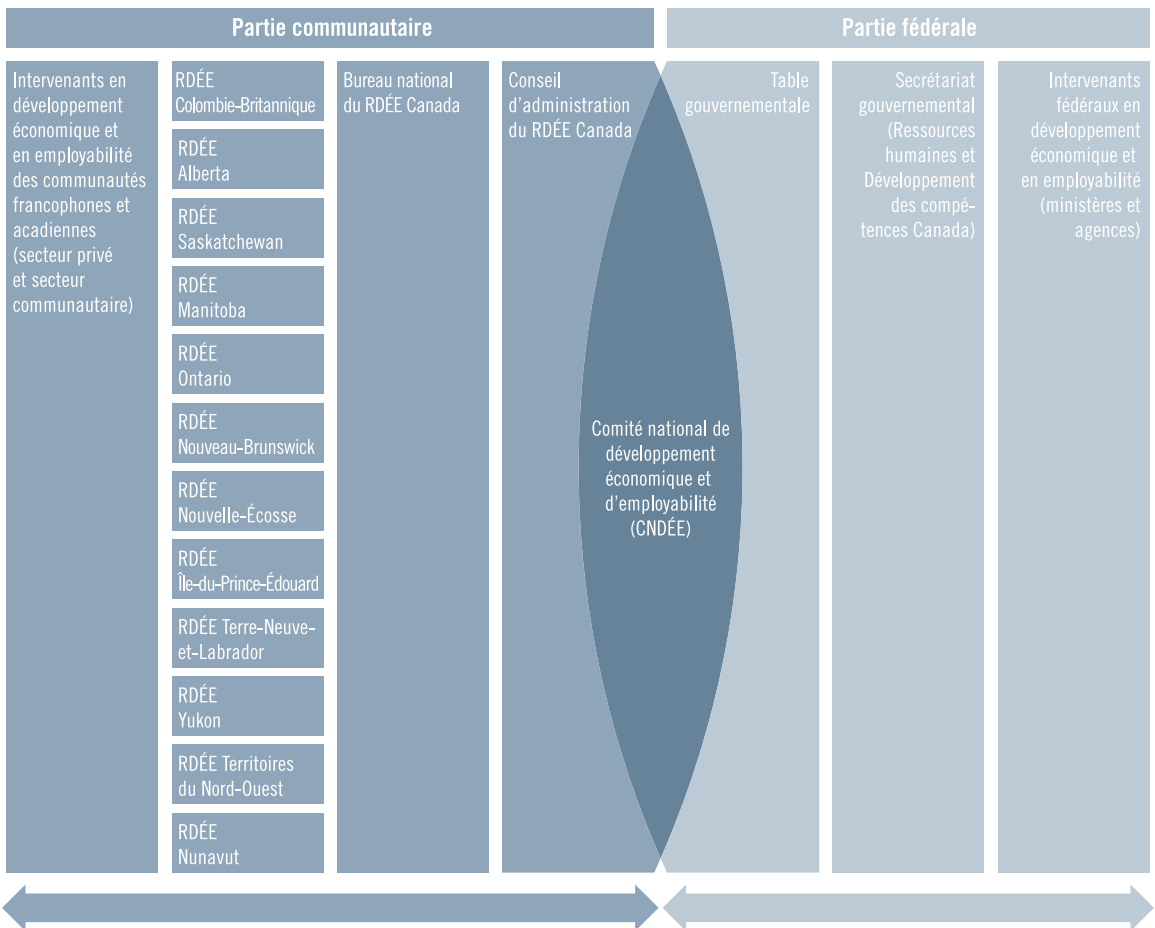 Partie communautaire
Partie fédérale
Intervenants en
développement
économique et
en employabilité
des communautés
francophones et
acadiennes
(secteur privé
et secteur
communautaire)
RDÉE
Colombie-Britannique
RDÉE
Alberta
RDÉE
Saskatchewan
RDÉE
Manitoba
RDÉE
Ontario
RDÉE
Nouveau-Brunswick
RDÉE
Nouvelle-Écosse
RDÉE
Île-du-Prince-Édouard
RDÉE Terre-Neuve-
et-Labrador
RDÉE
Yukon
RDÉE Territoires
du Nord-Ouest
RDÉE
Nunavut
Bureau national
du RDÉE Canada
Conseil
d'administration
du RDÉE Canada
Comité national de
développement
économique et
d'employabilité
(CNDÉE)
Table
gouvernementale
Secrétariat
gouvernemental
(Ressources
humaines et
Développement
des compé-
tences Canada)
Intervenants
fédéraux en
développement
économique et
en employabilité
(ministères et
agences)